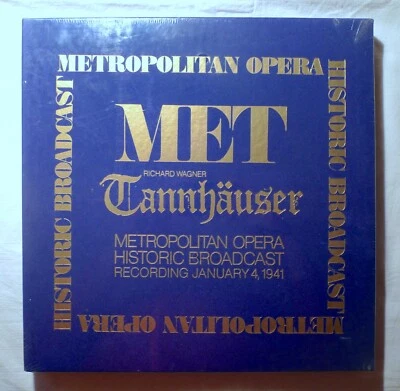 METROPOLITAN OPERA
HISTORIC BROADCAST
MET
RICHARD WAGNER
Tannhäuser
METROPOLITAN OPERA
HISTORIC BROADCAST
RECORDING JANUARY 4, 1941
HISTORIC BROADCAST
METROPOLITAN OPERA